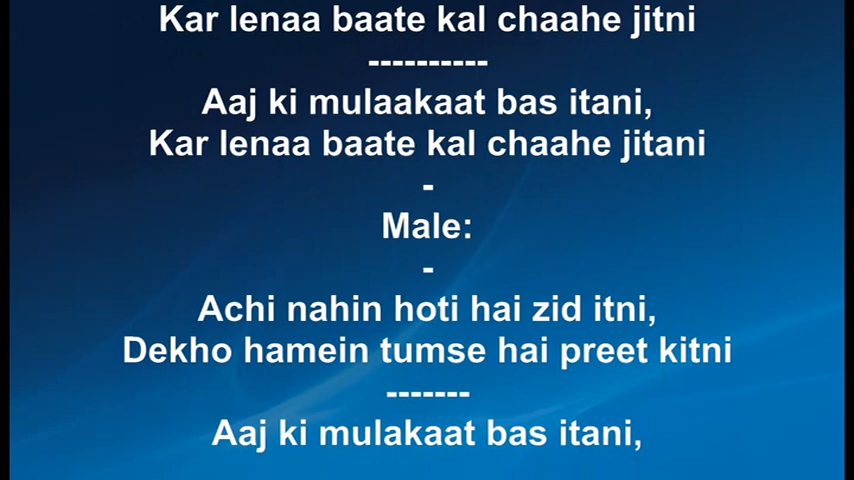 Kar lenaa baate kal chaahe jitni
----------
Aaj ki mulaakaat bas itani,
Kar lenaa baate kal chaahe jitani
-
Male:
-
Achi nahin hoti hai zid itni,
Dekho hamein tumse hai preet kitni
-------
Aaj ki mulakaat bas itani,